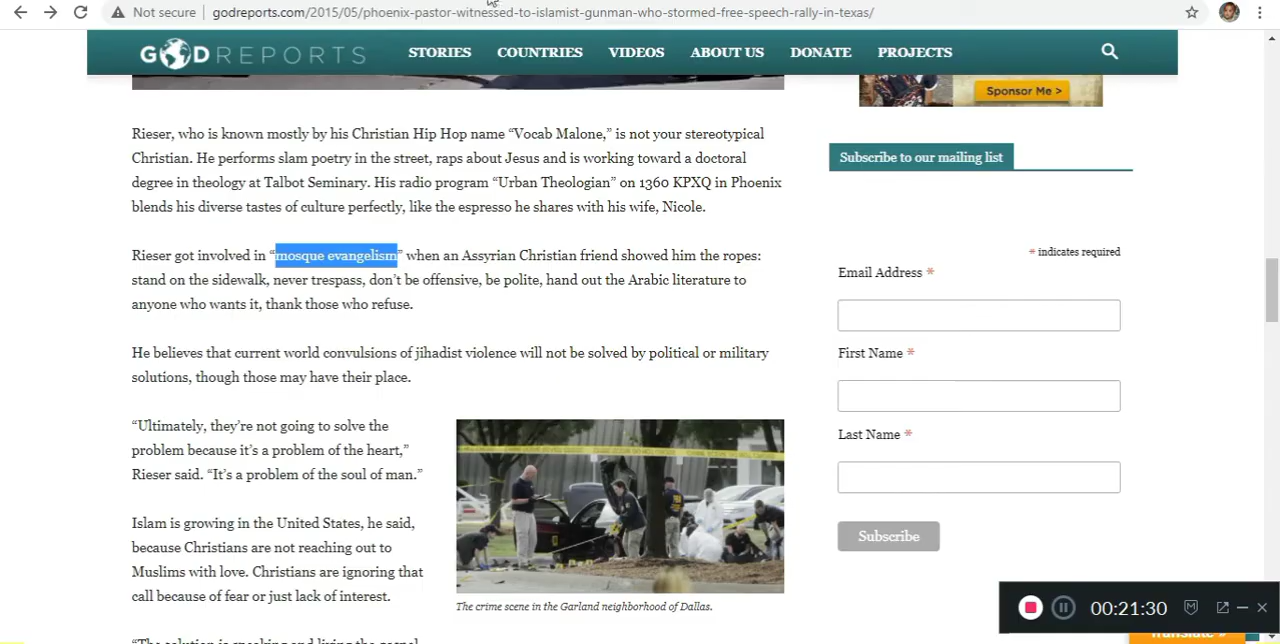 Not secure
godreports.com/2015/05/phoenix-pastor-witnessed-to-islamist-gunman-who-stormed-free-speech-rally-in-texas/
GODREPORTS
STORIES COUNTRIES VIDEOS ABOUT US DONATE PROJECTS
Rieser, who is known mostly by his Christian Hip Hop name “Vocab Malone,” is not your stereotypical
Christian. He performs slam poetry in the street, raps about Jesus and is working toward a doctoral
degree in theology at Talbot Seminary. His radio program “Urban Theologian” on 1360 KPXQ in Phoenix
blends his diverse tastes of culture perfectly, like the espresso he shares with his wife, Nicole.
Rieser got involved in “mosque evangelism” when an Assyrian Christian friend showed him the ropes:
stand on the sidewalk, never trespass, don’t be offensive, be polite, hand out the Arabic literature to
anyone who wants it, thank those who refuse.
He believes that current world convulsions of jihadist violence will not be solved by political or military
solutions, though those may have their place.
“Ultimately, they’re not going to solve the
problem because it’s a problem of the heart,”
Rieser said. “It’s a problem of the soul of man.”
Islam is growing in the United States, he said,
because Christians are not reaching out to
Muslims with love. Christians are ignoring that
call because of fear or just lack of interest.
The crime scene in the Garland neighborhood of Dallas.
Sponsor Me >
Subscribe to our mailing list
* indicates required
Email Address *
First Name *
Last Name *
Subscribe
00:21:30